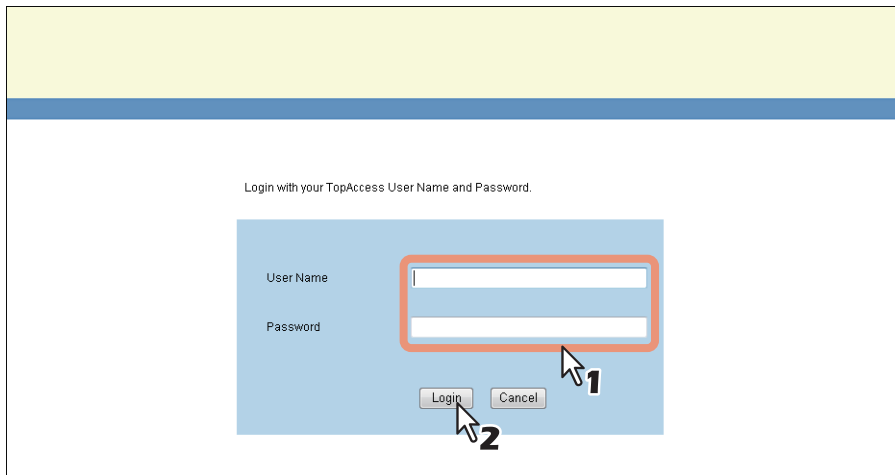 Login with your TopAccess User Name and Password.
User Name
Password
1
Login
Cancel
2